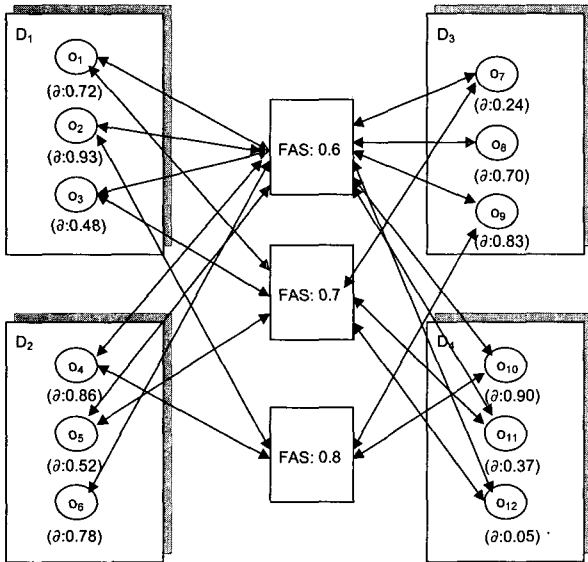 D₁
o₁
(∂:0.72)
o₂
(∂:0.93)
o₃
(∂:0.48)
D₂
o₄
(∂:0.86)
o₅
(∂:0.52)
o₆
(∂:0.78)
FAS: 0.6
FAS: 0.7
FAS: 0.8
D₃
o₇
(∂:0.24)
o₈
(∂:0.70)
o₉
(∂:0.83)
D₄
o₁₀
(∂:0.90)
o₁₁
(∂:0.37)
o₁₂
(∂:0.05)